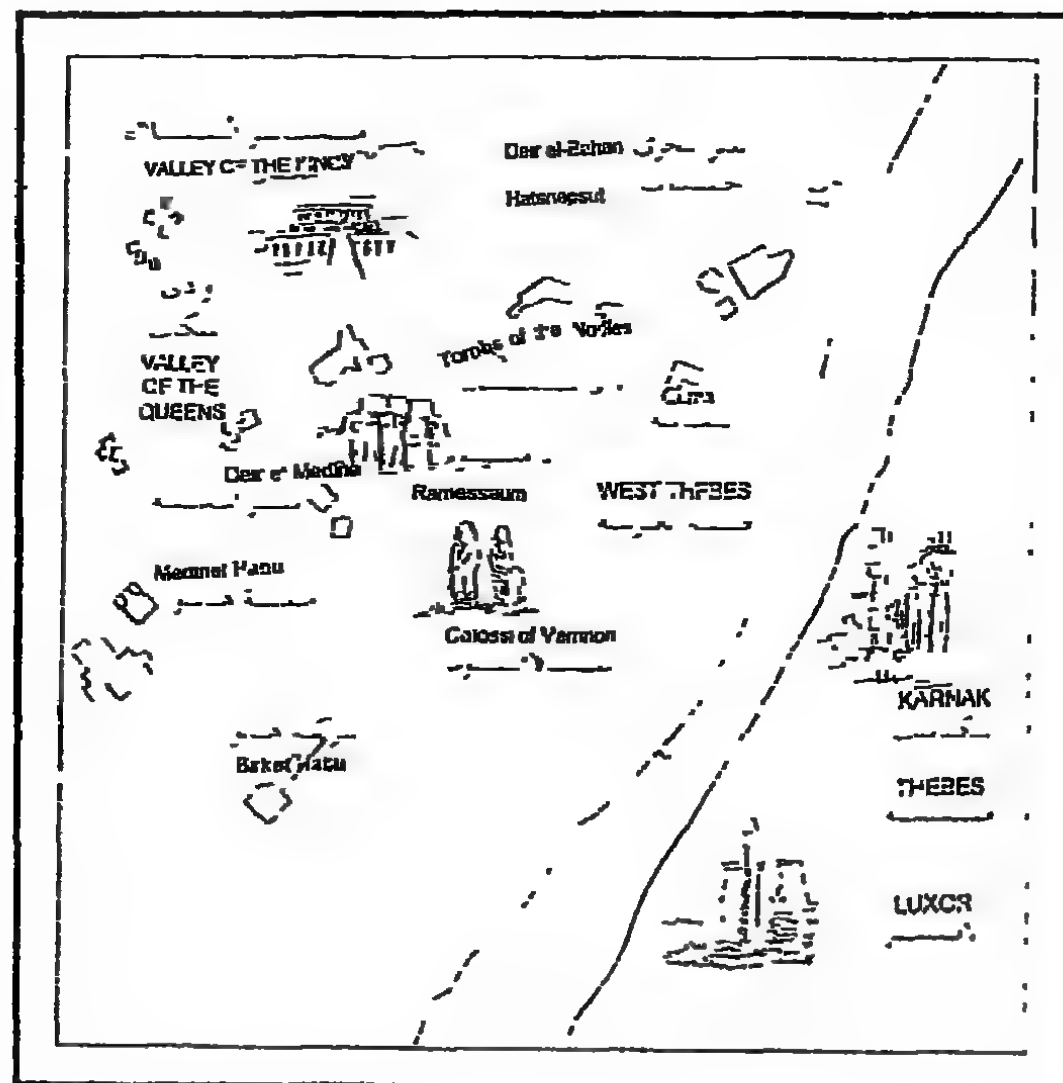 VALLEY OF THE KINGS
Deir el-Bahari
Hatshepsut
Tombs of the Nobles
VALLEY
OF THE
QUEENS
Gurna
Deir el Medina
Ramesseum
WEST THEBES
Medinet Habu
Colossi of Memnon
KARNAK
Birket Habu
THEBES
LUXOR